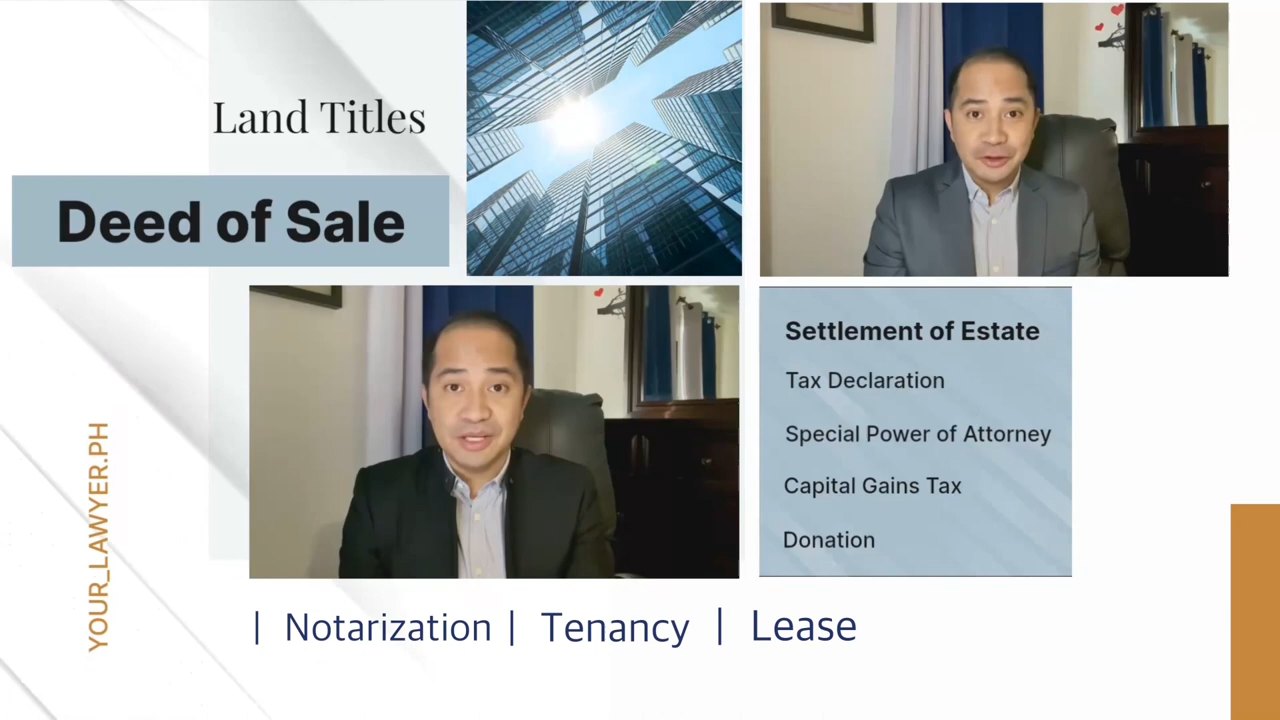 Land Titles
Deed of Sale
Settlement of Estate
Tax Declaration
Special Power of Attorney
Capital Gains Tax
Donation
YOUR_LAWYER.PH
| Notarization | Tenancy | Lease